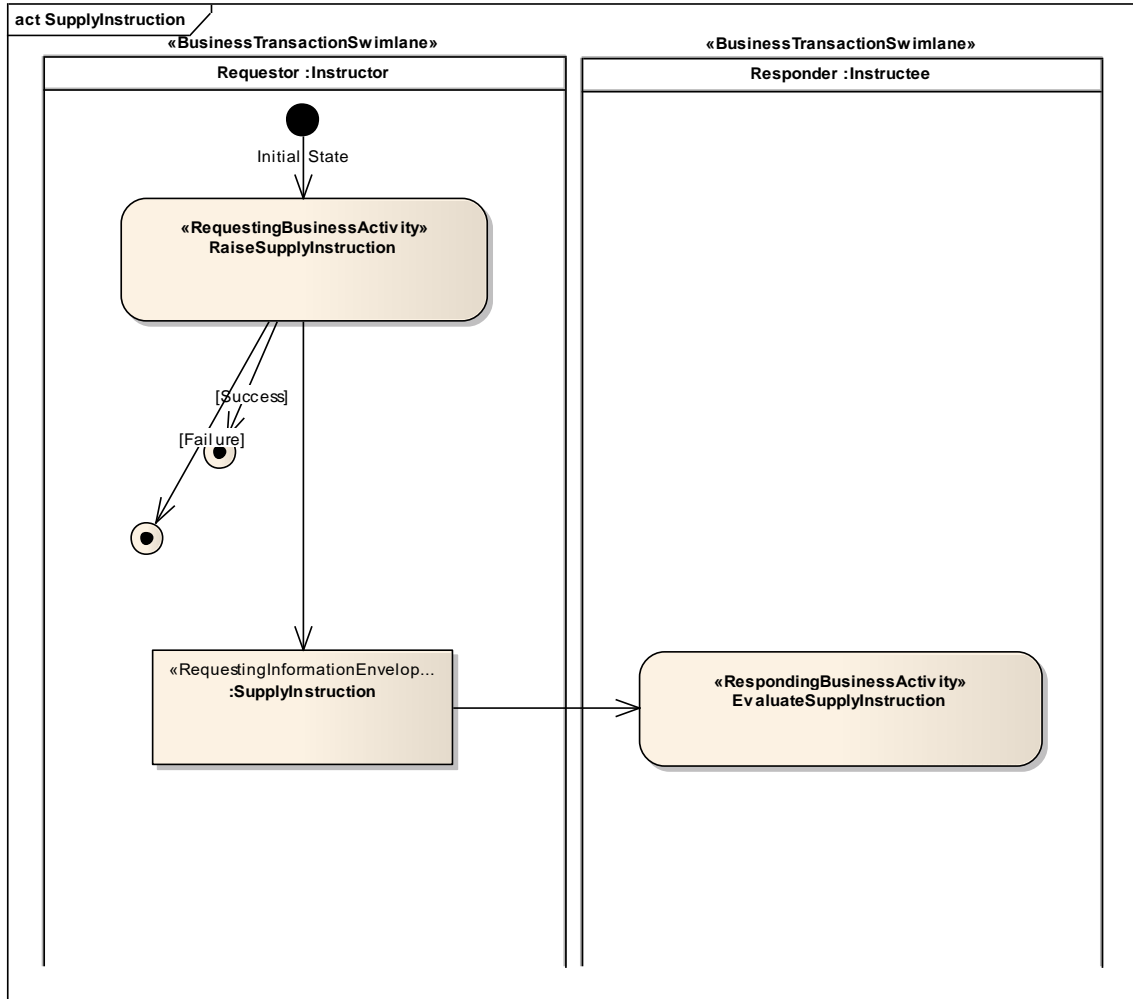 act SupplyInstruction
«BusinessTransactionSwimlane»
«BusinessTransactionSwimlane»
Requestor :Instructor
Responder :Instructee
Initial State
«RequestingBusinessActivity»
RaiseSupplyInstruction
[Success]
[Failure]
«RequestingInformationEnvelop...
:SupplyInstruction
«RespondingBusinessActivity»
EvaluateSupplyInstruction